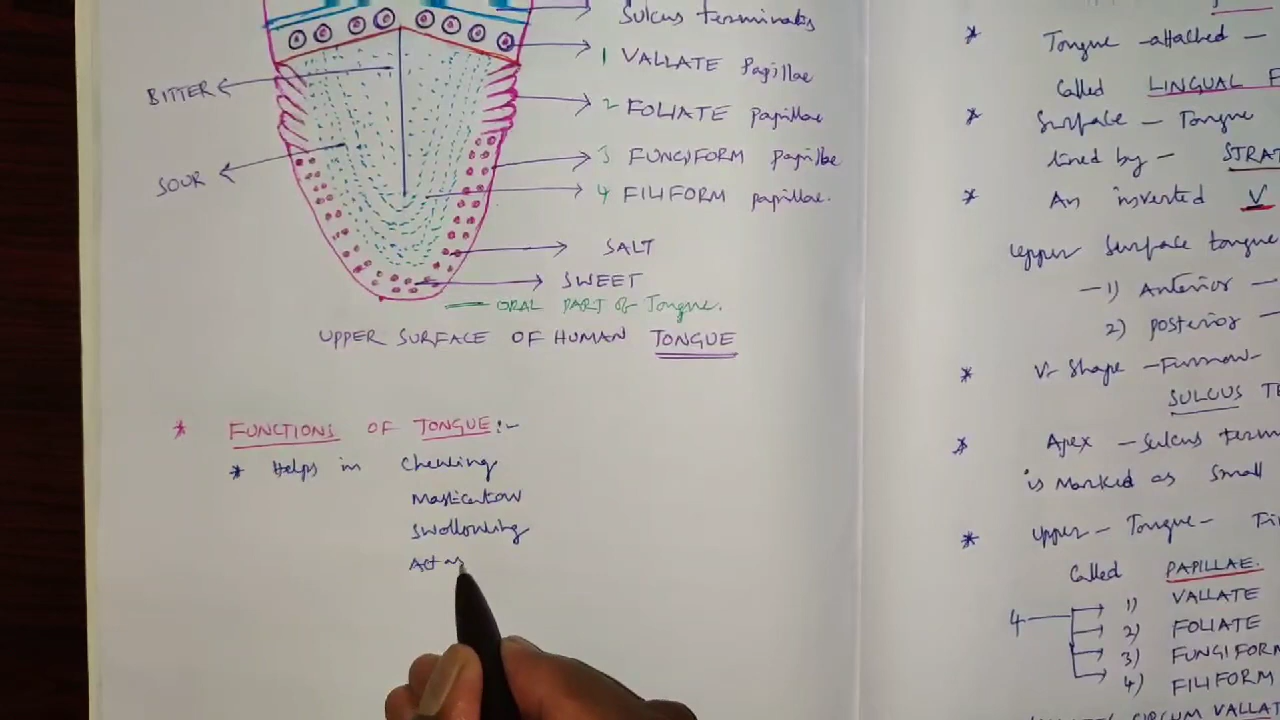 Sulcus terminalis
1 VALLATE Papillae
BITTER
2 FOLIATE papillae
3 FUNGIFORM papillae
SOUR
4 FILIFORM papillae.
SALT
SWEET
ORAL PART OF Tongue.
UPPER SURFACE OF HUMAN TONGUE
* FUNCTIONS OF TONGUE :-
* Helps in Chewing
Mastication
Swollowing
Act as
* Tongue - attached -
Called LINGUAL F
* Surface - Tongue
lined by - STRAT
* An inverted V
Upper Surface tongue
1) Anterior -
2) posterior -
* V- Shape - Furrow -
SULCUS TE
* Apex - Sulcus term
is Marked as Small
* Upper - Tongue -
Called PAPILLAE.
4 1) VALLATE
2) FOLIATE
3) FUNGIFORM
4) FILIFORM
CIRCUM VALLAT